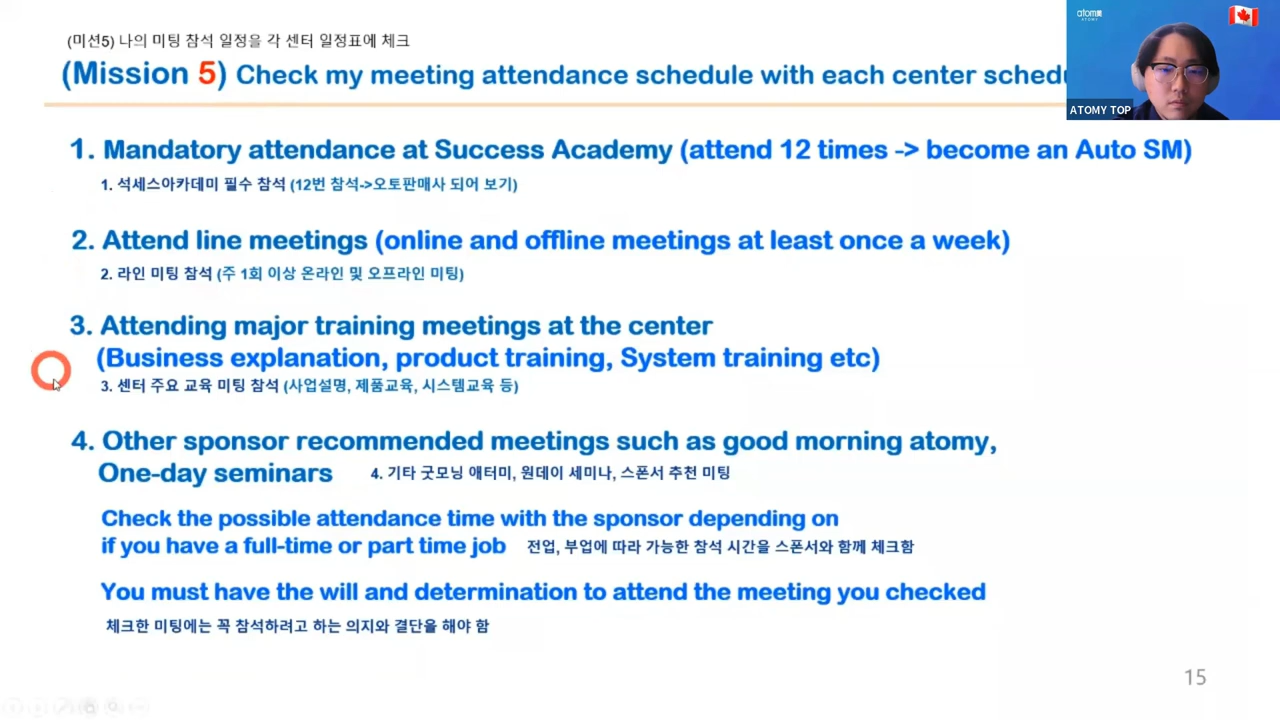 (미션5) 나의 미팅 참석 일정을 각 센터 일정표에 체크
(Mission 5) Check my meeting attendance schedule with each center
atom美
ATOMY
ATOMY TOP
1. Mandatory attendance at Success Academy (attend 12 times -> become an Auto SM)
1. 석세스아카데미 필수 참석 (12번 참석->오토판매사 되어 보기)
2. Attend line meetings (online and offline meetings at least once a week)
2. 라인 미팅 참석 (주 1회 이상 온라인 및 오프라인 미팅)
3. Attending major training meetings at the center
(Business explanation, product training, System training etc)
3. 센터 주요 교육 미팅 참석 (사업설명, 제품교육, 시스템교육 등)
4. Other sponsor recommended meetings such as good morning atomy,
One-day seminars
4. 기타 굿모닝 애터미, 원데이 세미나, 스폰서 추천 미팅
Check the possible attendance time with the sponsor depending on
if you have a full-time or part time job
전업, 부업에 따라 가능한 참석 시간을 스폰서와 함께 체크함
You must have the will and determination to attend the meeting you checked
체크한 미팅에는 꼭 참석하려고 하는 의지와 결단을 해야 함
15